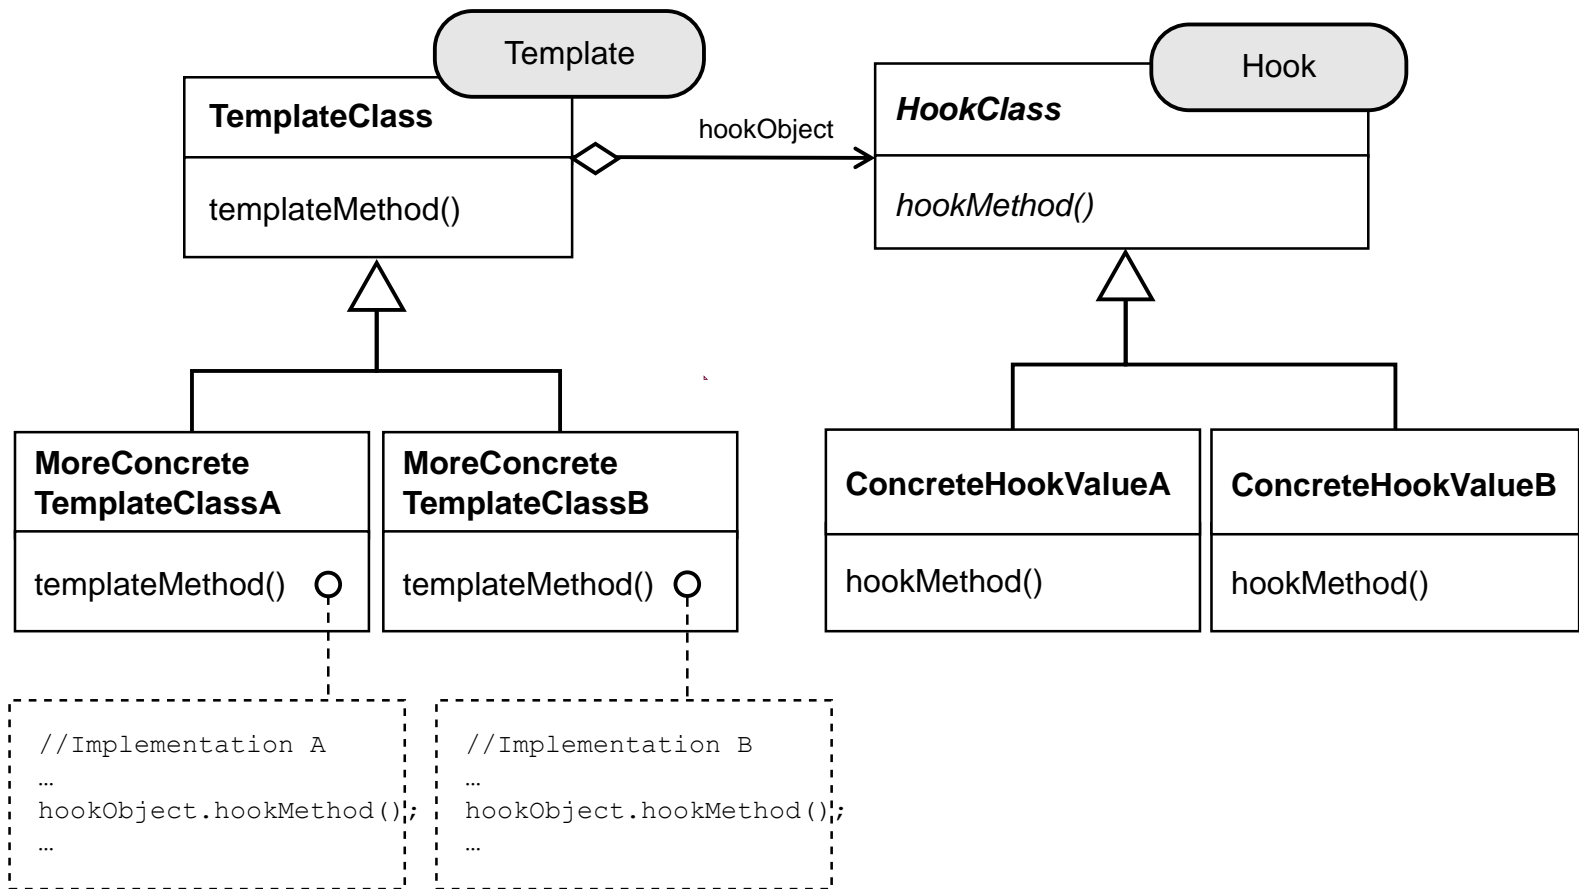 Template
Hook
TemplateClass
hookObject
HookClass
templateMethod()
hookMethod()
MoreConcrete
TemplateClassA
MoreConcrete
TemplateClassB
ConcreteHookValueA
ConcreteHookValueB
templateMethod()
templateMethod()
hookMethod()
hookMethod()
//Implementation A
…
hookObject.hookMethod();
…
//Implementation B
…
hookObject.hookMethod();
…